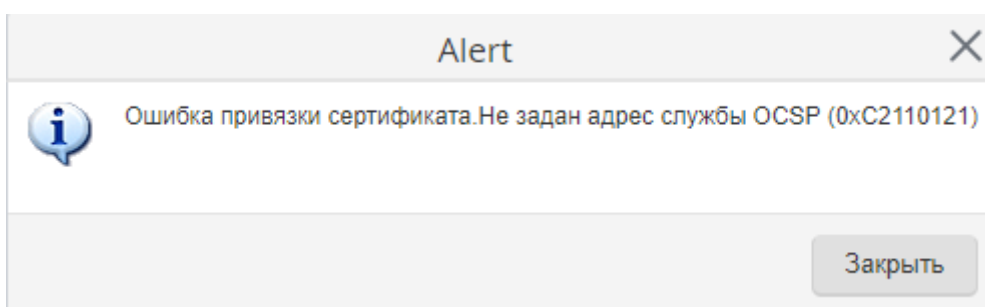 Alert
Ошибка привязки сертификата.Не задан адрес службы OCSP (0xC2110121)
Закрыть